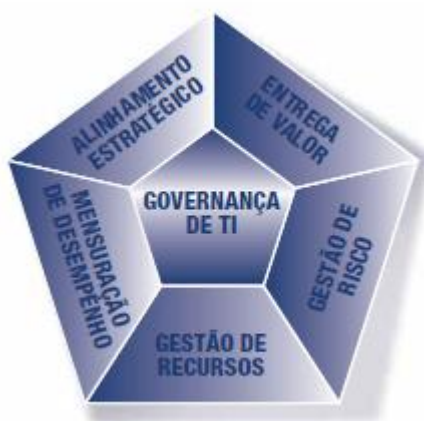 ALINHAMENTO
ESTRATÉGICO
ENTREGA
DE VALOR
GOVERNANÇA
DE TI
MENSURAÇÃO
DE DESEMPENHO
GESTÃO DE
RISCO
GESTÃO DE
RECURSOS